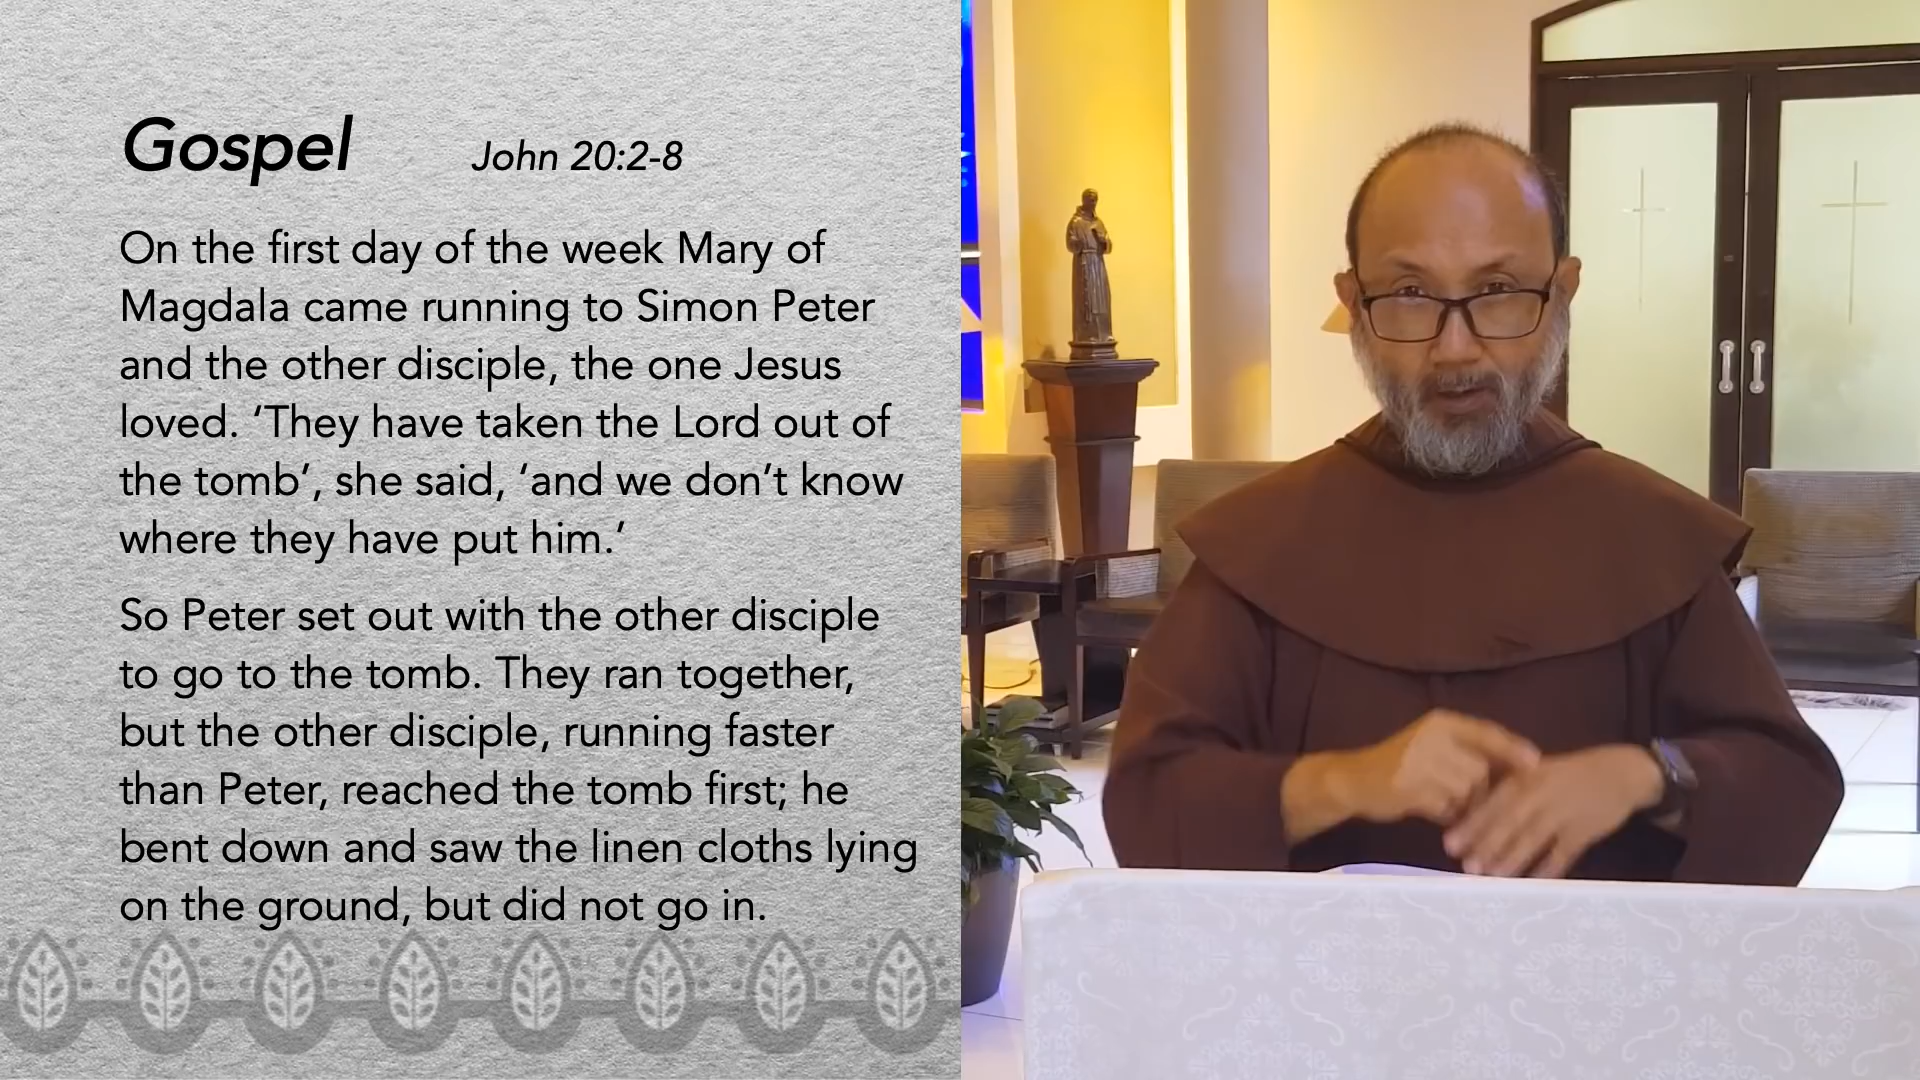 Gospel John 20:2-8
On the first day of the week Mary of
Magdala came running to Simon Peter
and the other disciple, the one Jesus
loved. ‘They have taken the Lord out of
the tomb‘, she said, ‘and we don’t know
where they have put him.’
So Peter set out with the other disciple
to go to the tomb. They ran together,
but the other disciple, running faster
than Peter, reached the tomb first; he
bent down and saw the linen cloths lying
on the ground, but did not go in.